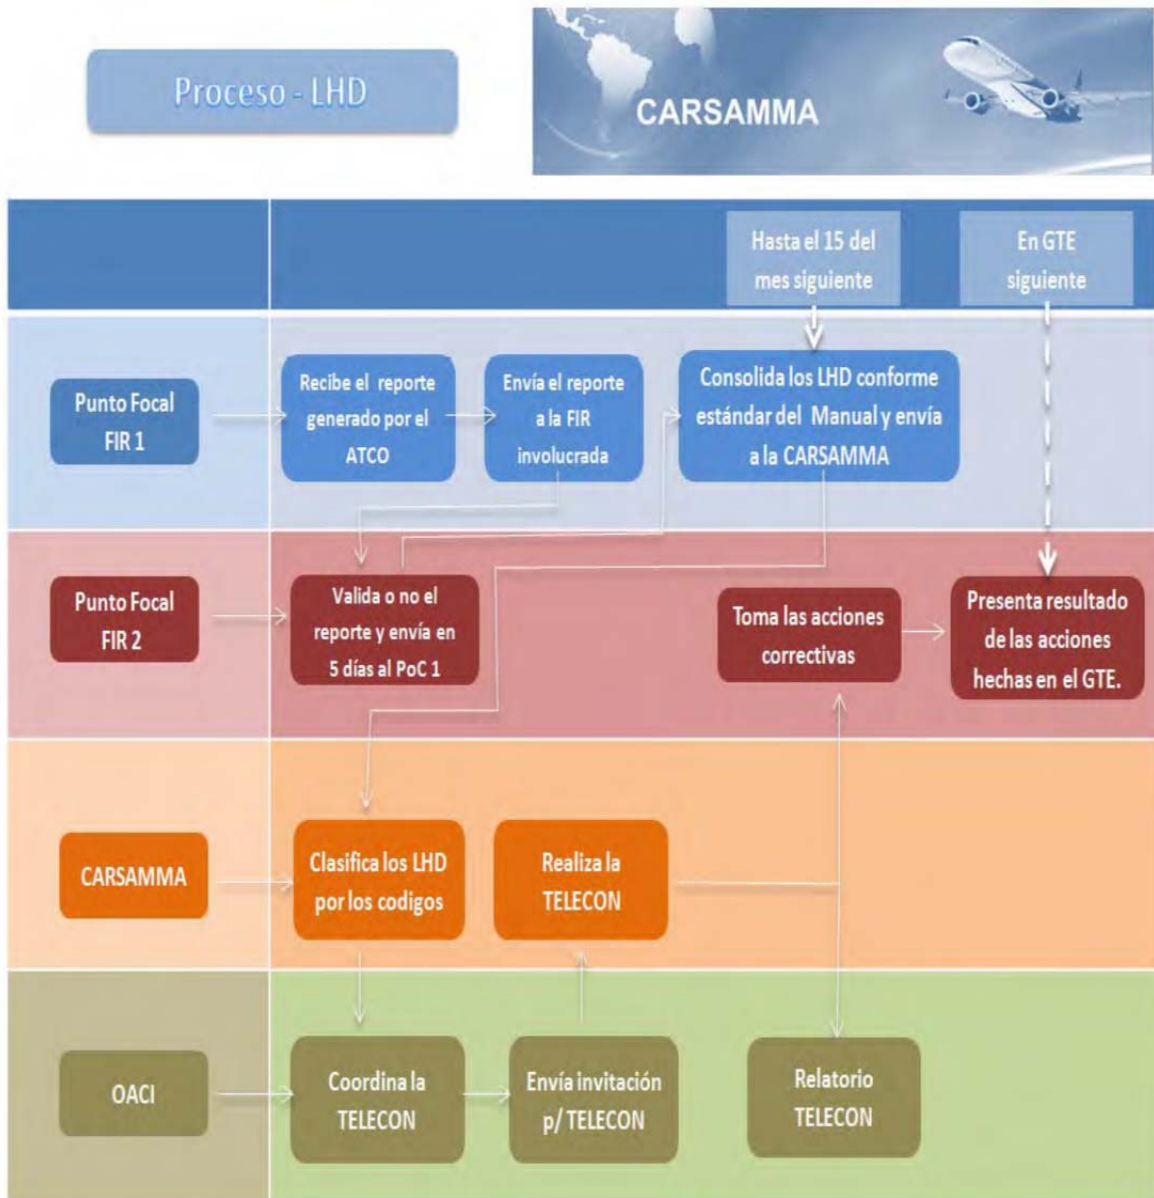 Proceso - LHD
CARSAMMA
Hasta el 15 del
mes siguiente
En GTE
siguiente
Punto Focal
FIR 1
Recibe el reporte
generado por el
ATCO
Envía el reporte
a la FIR
involucrada
Consolida los LHD conforme
estándar del Manual y envía
a la CARSAMMA
Punto Focal
FIR 2
Valida o no el
reporte y envía en
5 días al PoC 1
Toma las acciones
correctivas
Presenta resultado
de las acciones
hechas en el GTE.
CARSAMMA
Clasifica los LHD
por los codigos
Realiza la
TELECON
OACI
Coordina la
TELECON
Envía invitación
p/ TELECON
Relatorio
TELECON